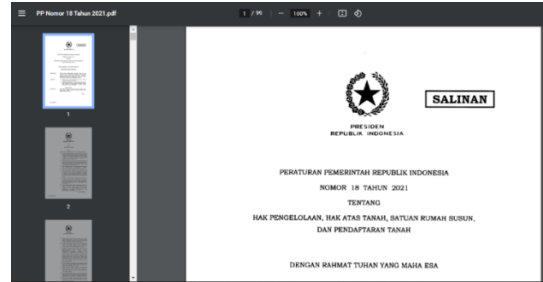 PP Nomor 18 Tahun 2021.pdf
1 / 99
100%
1
2
SALINAN
PRESIDEN
REPUBLIK INDONESIA
PERATURAN PEMERINTAH REPUBLIK INDONESIA
NOMOR 18 TAHUN 2021
TENTANG
HAK PENGELOLAAN, HAK ATAS TANAH, SATUAN RUMAH SUSUN,
DAN PENDAFTARAN TANAH
DENGAN RAHMAT TUHAN YANG MAHA ESA